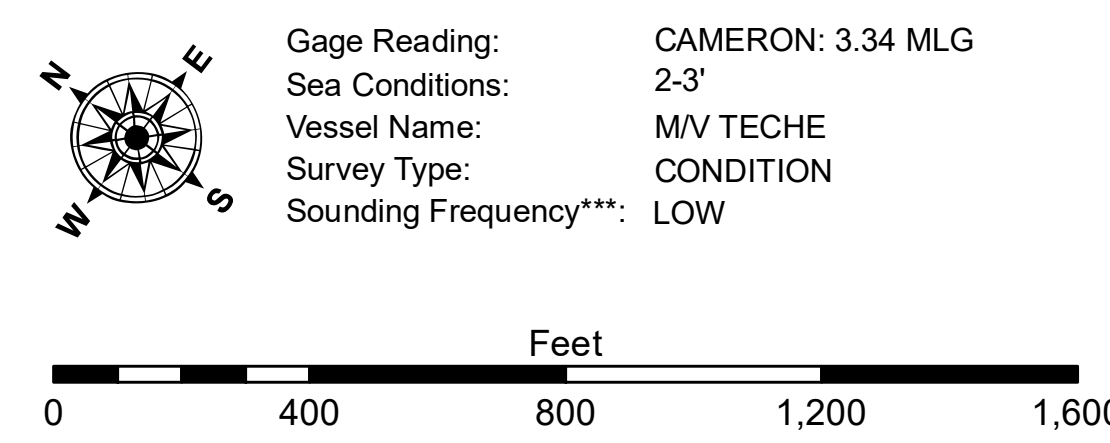 N
E
S
W
Gage Reading: CAMERON: 3.34 MLG
Sea Conditions: 2-3'
Vessel Name: M/V TECHE
Survey Type: CONDITION
Sounding Frequency***: LOW
Feet
0 400 800 1,200 1,600